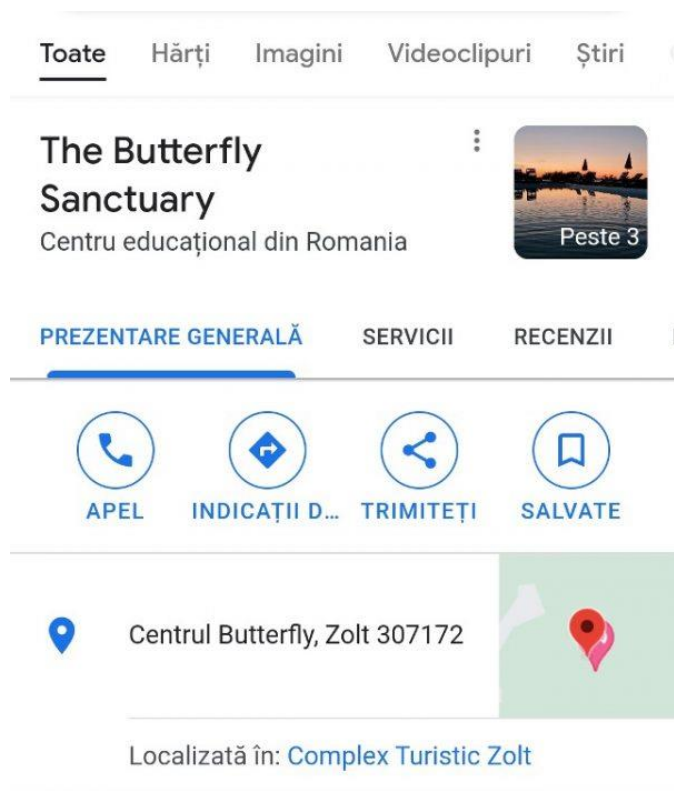 Toate Hărți Imagini Videoclipuri Știri
The Butterfly
Sanctuary
Centru educațional din Romania
Peste 3
PREZENTARE GENERALĂ SERVICII RECENZII
APEL INDICAȚII D... TRIMITEȚI SALVATE
Centrul Butterfly, Zolt 307172
Localizată în: Complex Turistic Zolt